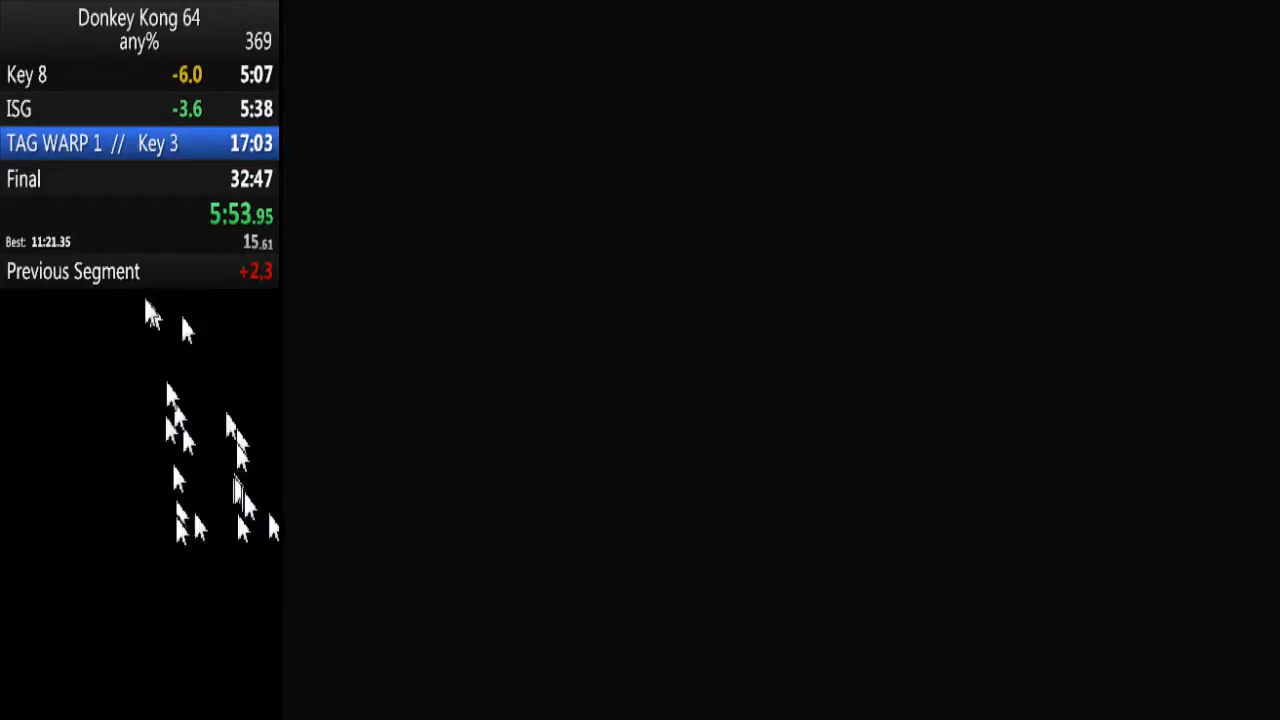 Donkey Kong 64
any% 369
Key 8 -6.0 5:07
ISG -3.6 5:38
TAG WARP 1 // Key 3 17:03
Final 32:47
5:53.95
Best: 11:21.35 15.61
Previous Segment +2.3